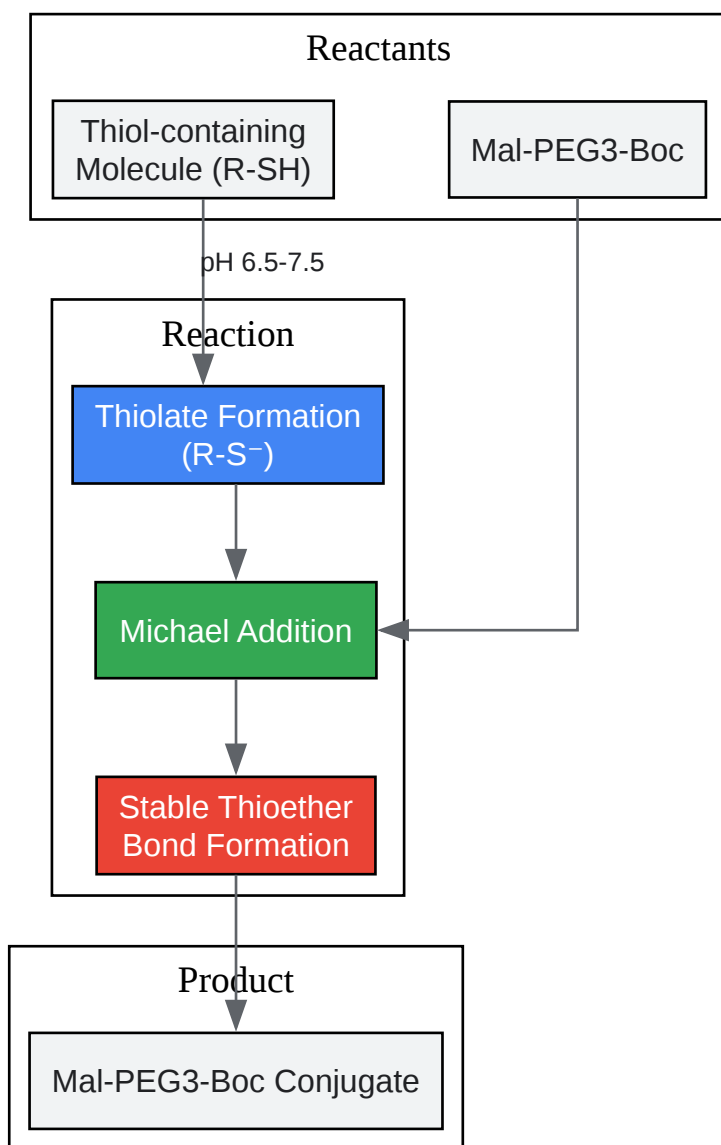 Reactants
Thiol-containing
Molecule (R-SH)
Mal-PEG3-Boc
pH 6.5-7.5
Reaction
Thiolate Formation
(R-S⁻)
Michael Addition
Stable Thioether
Bond Formation
Product
Mal-PEG3-Boc Conjugate